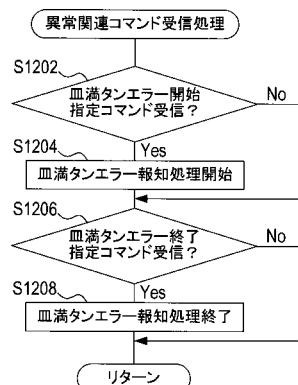 異常関連コマンド受信処理
S1202
皿満タンエラー開始
指定コマンド受信？
No
Yes
S1204
皿満タンエラー報知処理開始
S1206
皿満タンエラー終了
指定コマンド受信？
No
Yes
S1208
皿満タンエラー報知処理終了
リターン